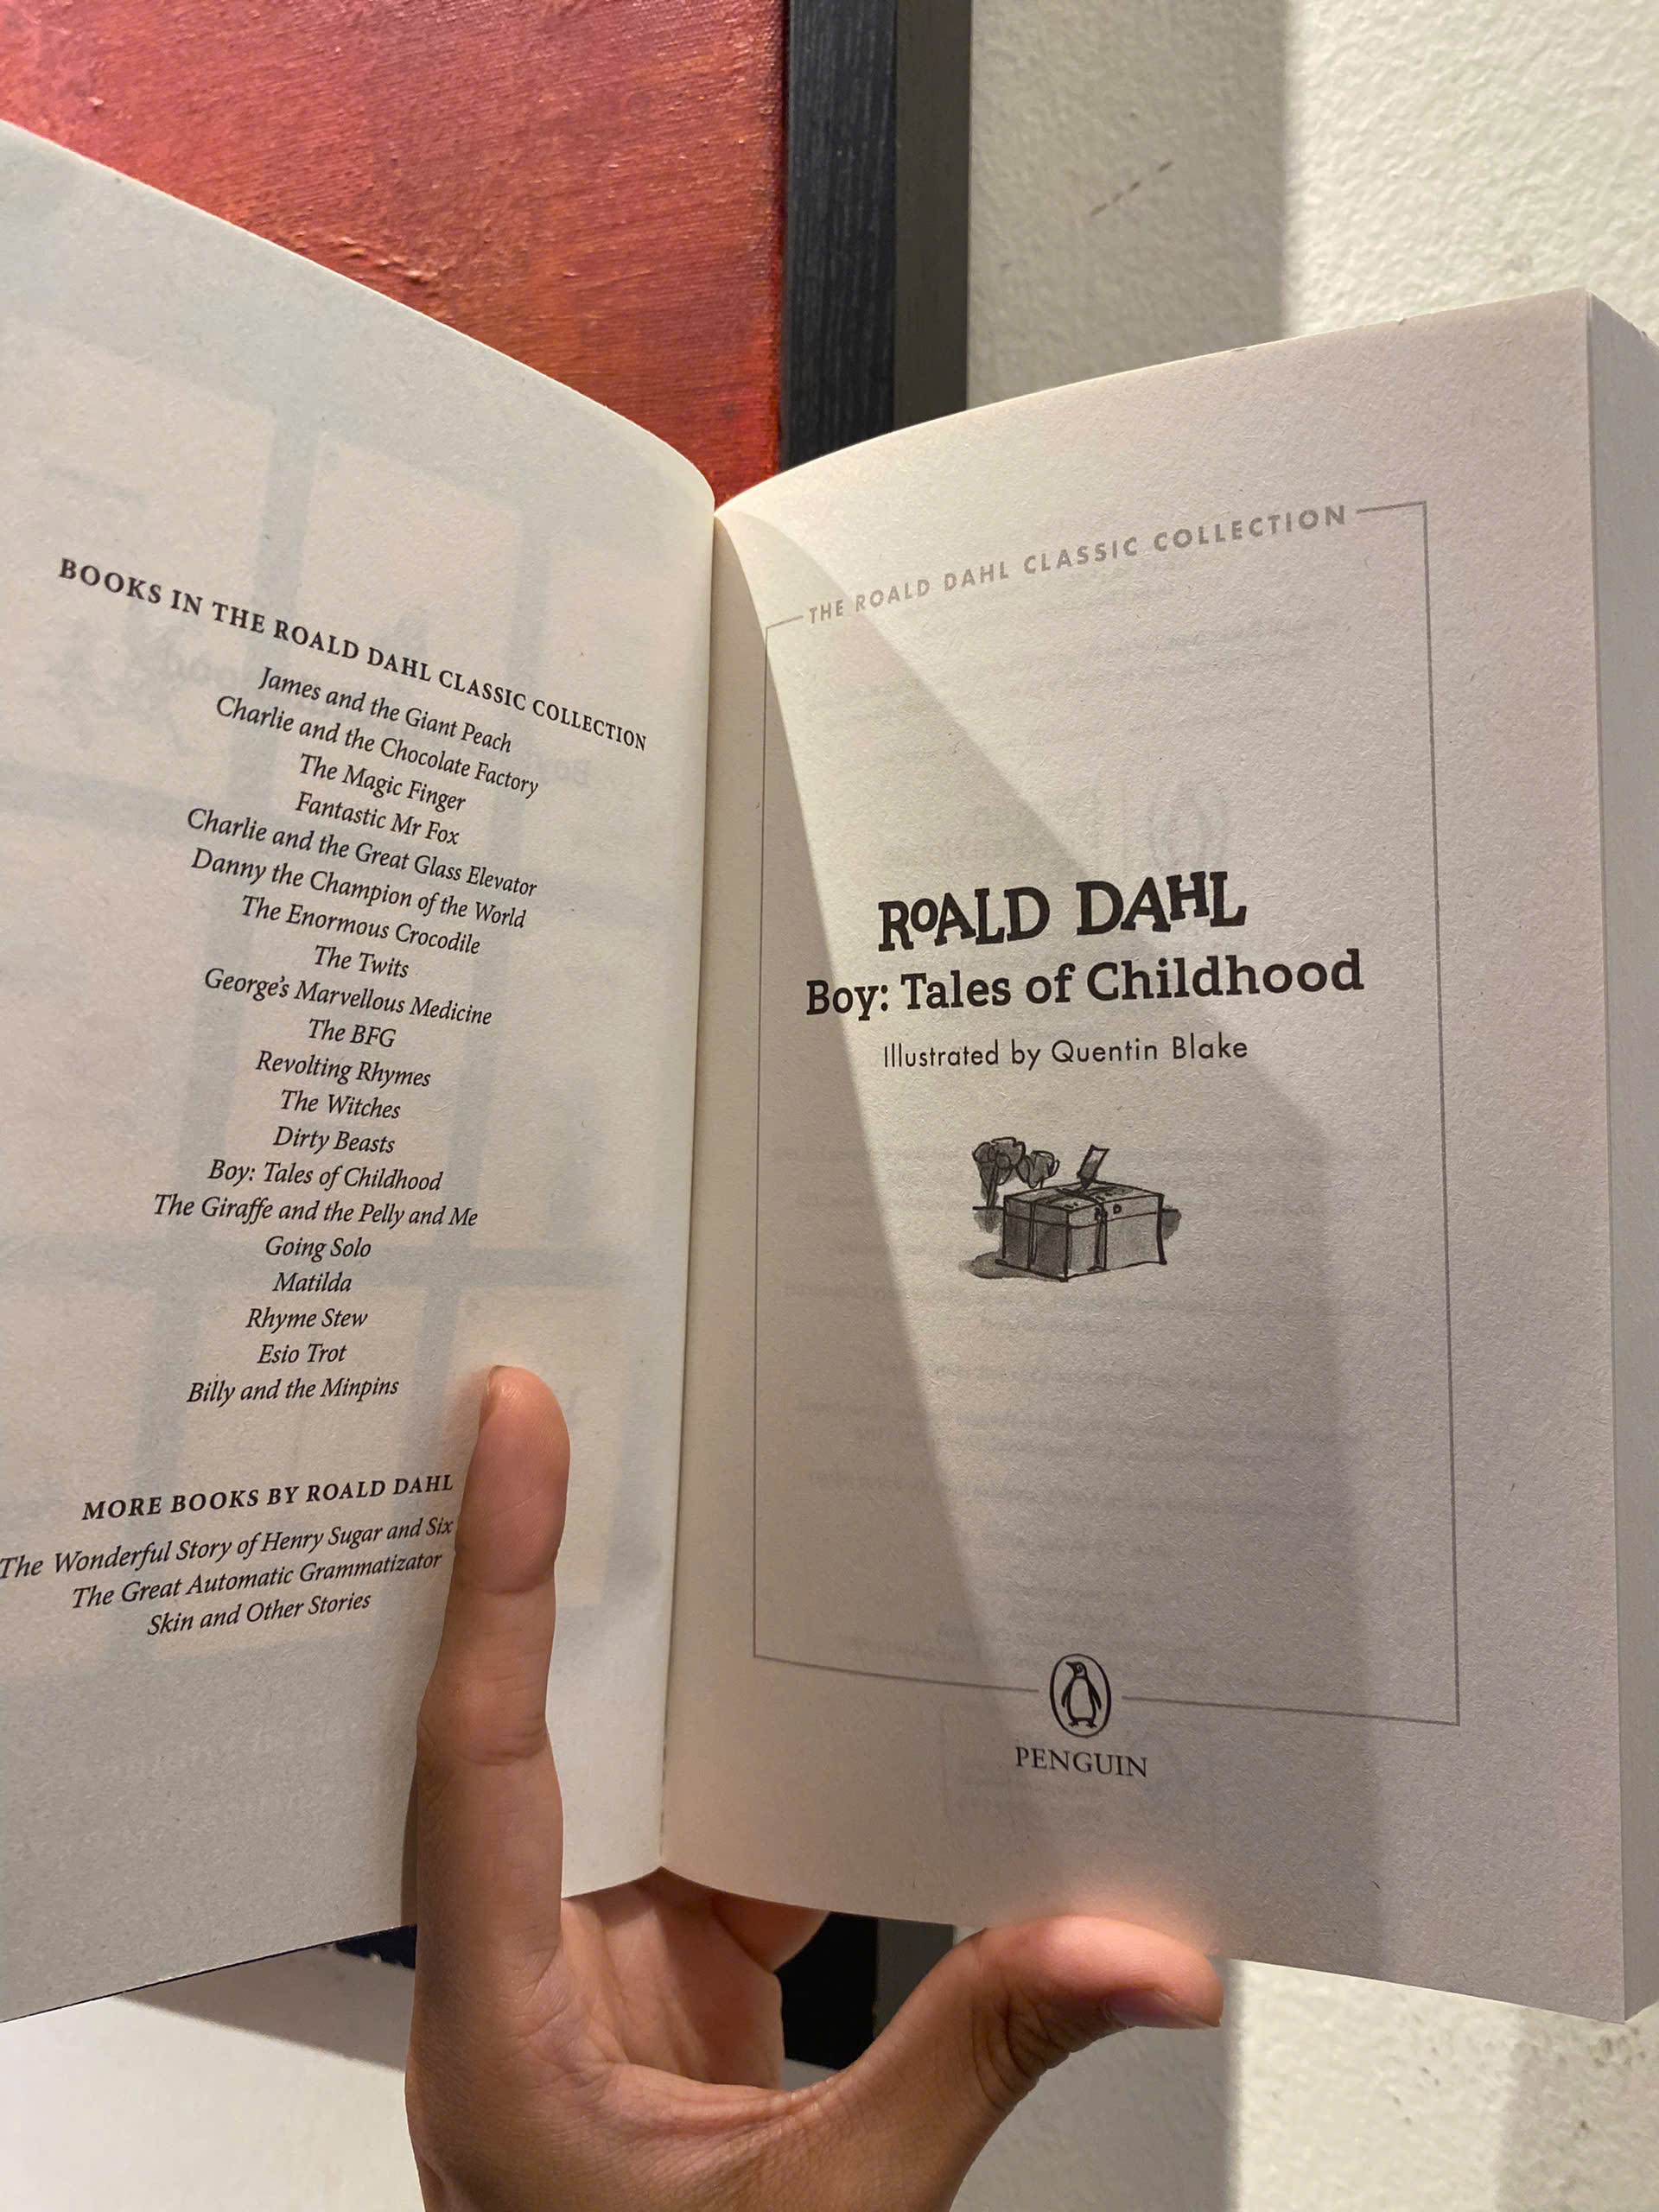 BOOKS IN THE ROALD DAHL CLASSIC COLLECTION
James and the Giant Peach
Charlie and the Chocolate Factory
The Magic Finger
Fantastic Mr Fox
Charlie and the Great Glass Elevator
Danny the Champion of the World
The Enormous Crocodile
The Twits
George's Marvellous Medicine
The BFG
Revolting Rhymes
The Witches
Dirty Beasts
Boy: Tales of Childhood
The Giraffe and the Pelly and Me
Going Solo
Matilda
Rhyme Stew
Esio Trot
Billy and the Minpins
MORE BOOKS BY ROALD DAHL
The Wonderful Story of Henry Sugar and Six
The Great Automatic Grammatizator
Skin and Other Stories
THE ROALD DAHL CLASSIC COLLECTION
ROALD DAHL
Boy: Tales of Childhood
Illustrated by Quentin Blake
PENGUIN